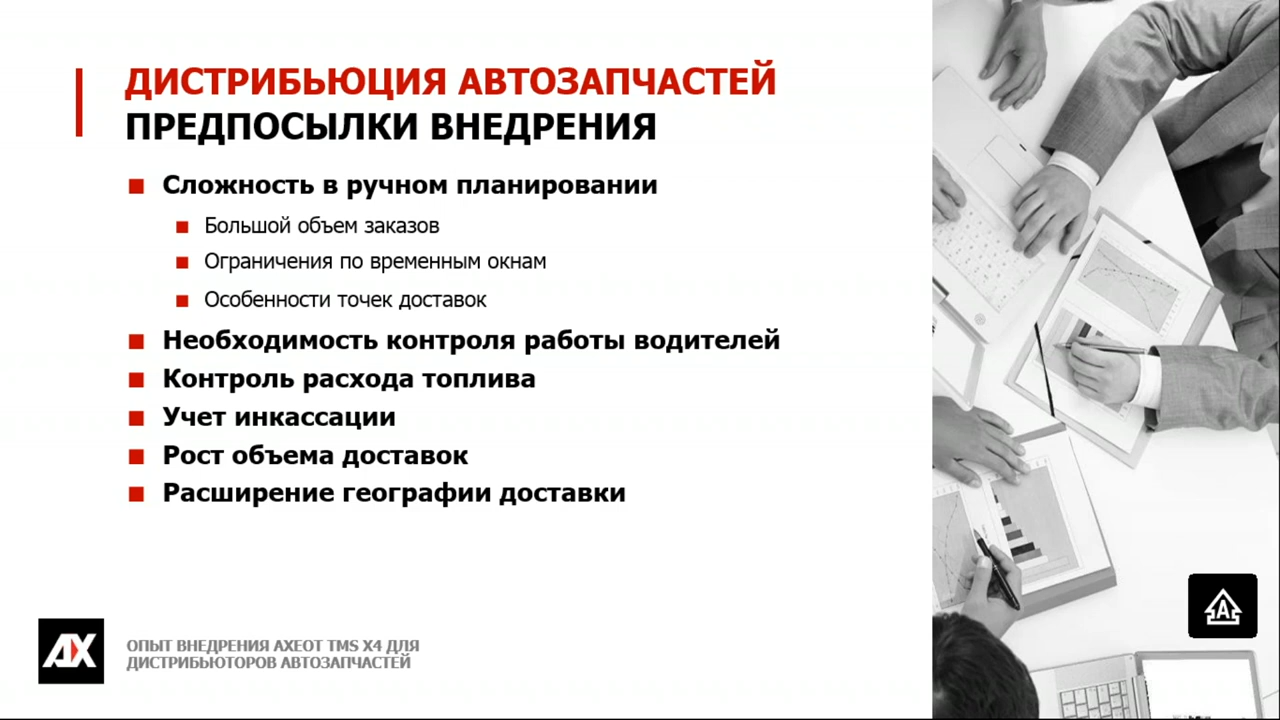 ДИСТРИБЬЮЦИЯ АВТОЗАПЧАСТЕЙ
ПРЕДПОСЫЛКИ ВНЕДРЕНИЯ
Сложность в ручном планировании
Большой объем заказов
Ограничения по временным окнам
Особенности точек доставок
Необходимость контроля работы водителей
Контроль расхода топлива
Учет инкассации
Рост объема доставок
Расширение географии доставки
AX
ОПЫТ ВНЕДРЕНИЯ AXEOT TMS X4 ДЛЯ
ДИСТРИБЬЮТОРОВ АВТОЗАПЧАСТЕЙ
A